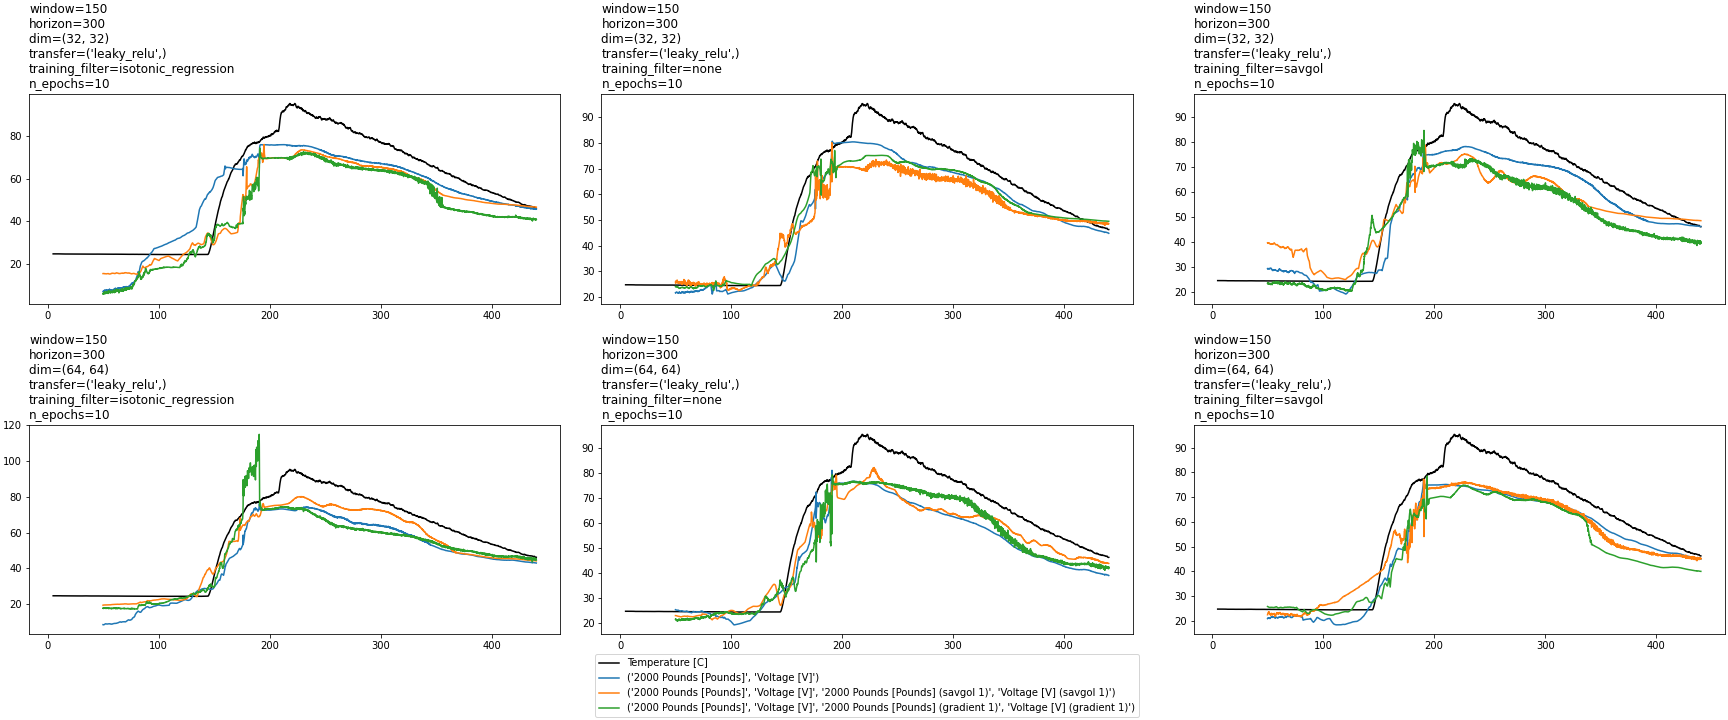 window=150
horizon=300
dim=(32, 32)
transfer=('leaky_relu',)
training_filter=isotonic_regression
n_epochs=10
80
60
40
20
0
100
200
300
400
window=150
horizon=300
dim=(32, 32)
transfer=('leaky_relu',)
training_filter=none
n_epochs=10
90
80
70
60
50
40
30
20
0
100
200
300
400
window=150
horizon=300
dim=(32, 32)
transfer=('leaky_relu',)
training_filter=savgol
n_epochs=10
90
80
70
60
50
40
30
20
0
100
200
300
400
window=150
horizon=300
dim=(64, 64)
transfer=('leaky_relu',)
training_filter=isotonic_regression
n_epochs=10
120
100
80
60
40
20
0
100
200
300
400
window=150
horizon=300
dim=(64, 64)
transfer=('leaky_relu',)
training_filter=none
n_epochs=10
90
80
70
60
50
40
30
20
0
100
200
300
400
window=150
horizon=300
dim=(64, 64)
transfer=('leaky_relu',)
training_filter=savgol
n_epochs=10
90
80
70
60
50
40
30
20
0
100
200
300
400
Temperature [C]
('2000 Pounds [Pounds]', 'Voltage [V]')
('2000 Pounds [Pounds]', 'Voltage [V]', '2000 Pounds [Pounds] (savgol 1)', 'Voltage [V] (savgol 1)')
('2000 Pounds [Pounds]', 'Voltage [V]', '2000 Pounds [Pounds] (gradient 1)', 'Voltage [V] (gradient 1)')